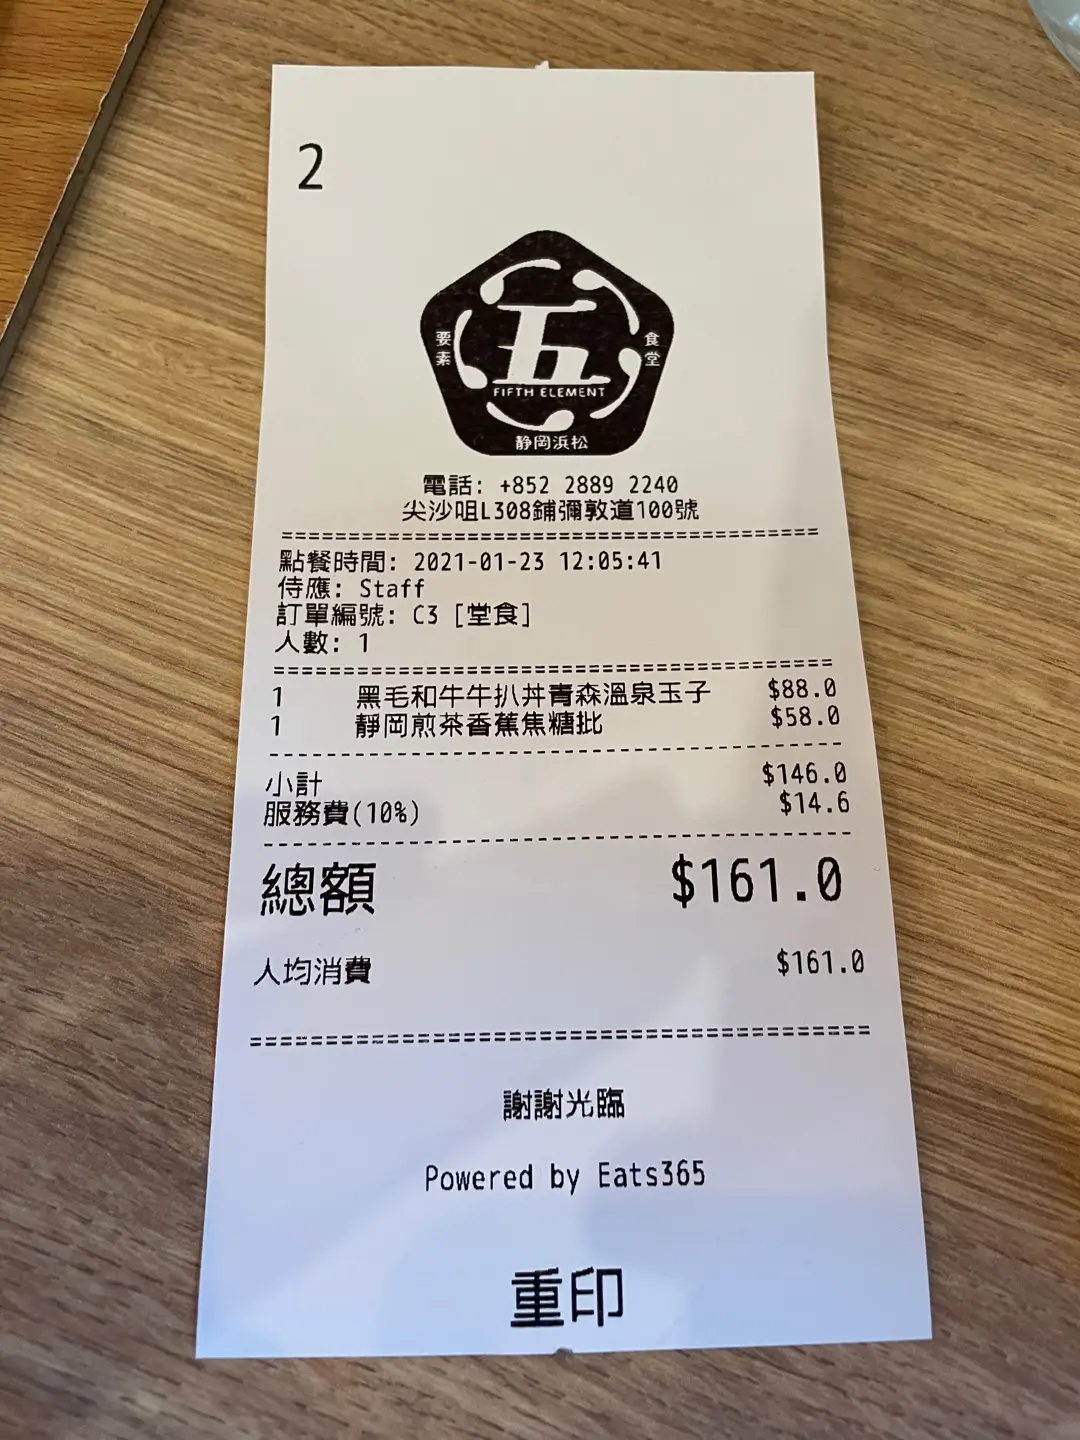 2
五
要素
食堂
FIFTH ELEMENT
静岡浜松
電話: +852 2889 2240
尖沙咀L308鋪彌敦道100號
點餐時間: 2021-01-23 12:05:41
侍應: Staff
訂單編號: C3 [堂食]
人數: 1
1 黑毛和牛牛扒丼青森溫泉玉子 $88.0
1 靜岡煎茶香蕉焦糖批 $58.0
小計 $146.0
服務費(10%) $14.6
總額 $161.0
人均消費 $161.0
謝謝光臨
Powered by Eats365
重印